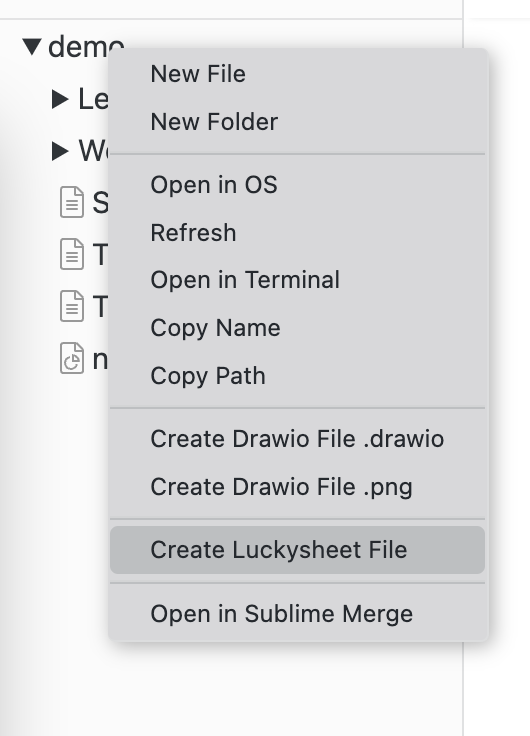 demo
New File
Le
New Folder
Open in OS
S
Refresh
T
Open in Terminal
T
Copy Name
n
Copy Path
Create Drawio File .drawio
Create Drawio File .png
Create Luckysheet File
Open in Sublime Merge